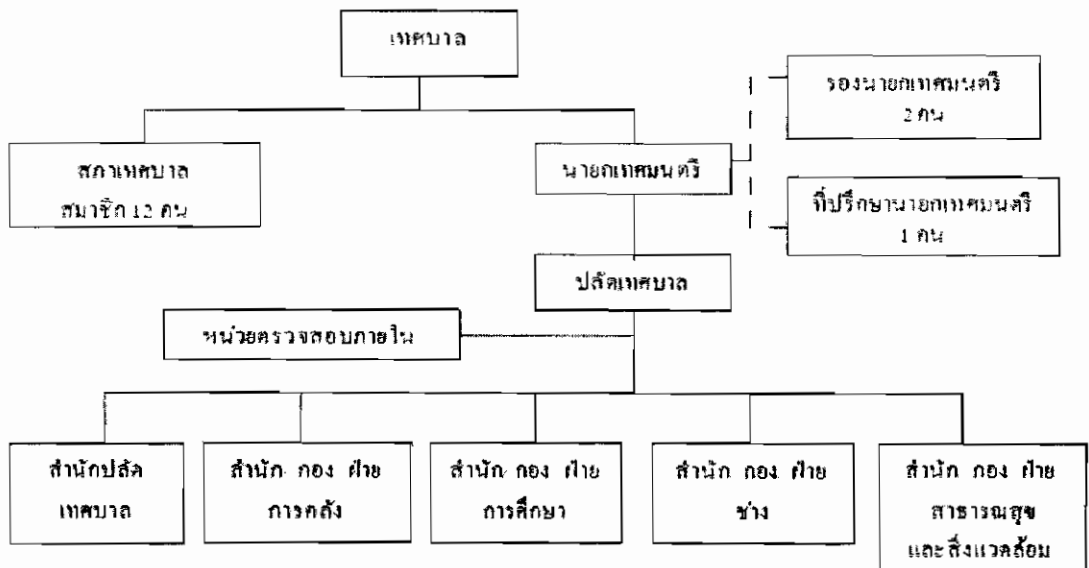 เทศบาล
รองนายกเทศมนตรี
2 คน
สภาเทศบาล
สมาชิก 12 คน
นายกเทศมนตรี
ที่ปรึกษานายกเทศมนตรี
1 คน
ปลัดเทศบาล
หน่วยตรวจสอบภายใน
สำนักปลัด
เทศบาล
สำนัก กอง ฝ่าย
การคลัง
สำนัก กอง ฝ่าย
การศึกษา
สำนัก กอง ฝ่าย
ช่าง
สำนัก กอง ฝ่าย
สาธารณสุข
และสิ่งแวดล้อม